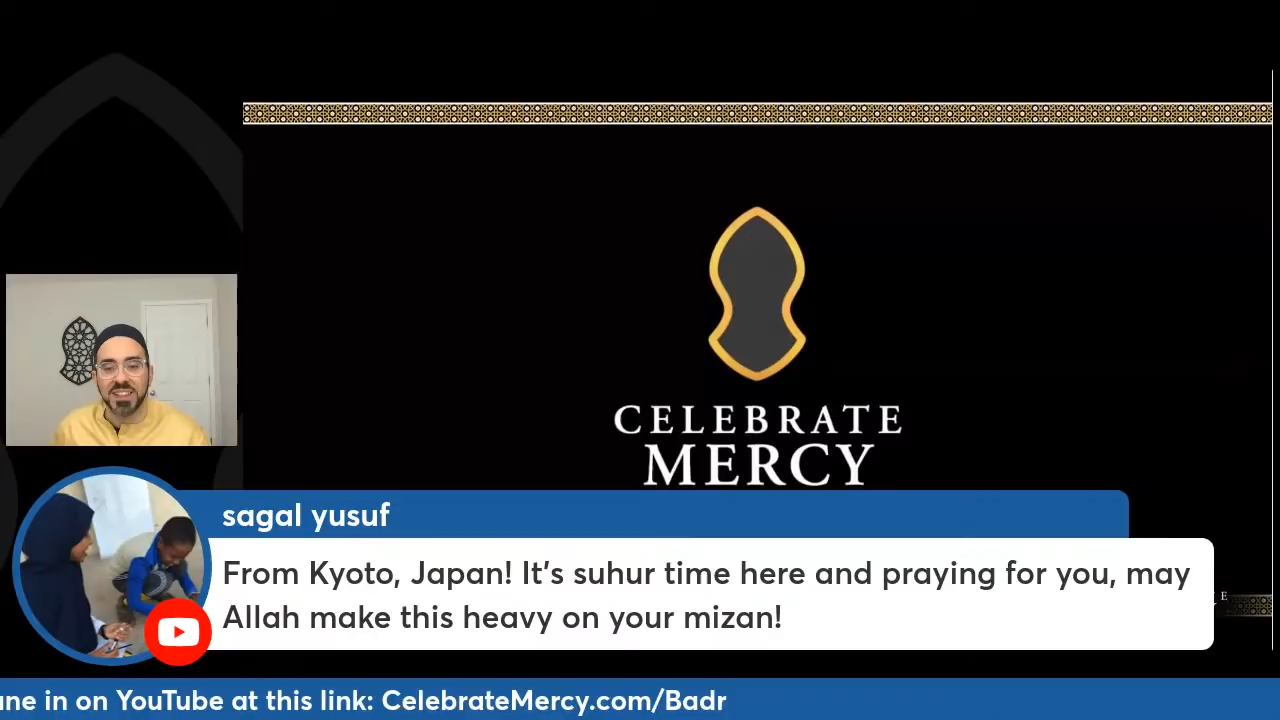 CELEBRATE
MERCY
sagal yusuf
From Kyoto, Japan! It's suhur time here and praying for you, may
Allah make this heavy on your mizan!
in on YouTube at this link: CelebrateMercy.com/Badr